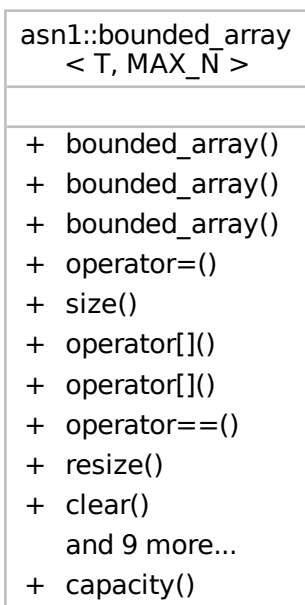 asn1::bounded_array
< T, MAX_N >
+ bounded_array()
+ bounded_array()
+ bounded_array()
+ operator=()
+ size()
+ operator[]()
+ operator[]()
+ operator==()
+ resize()
+ clear()
and 9 more...
+ capacity()